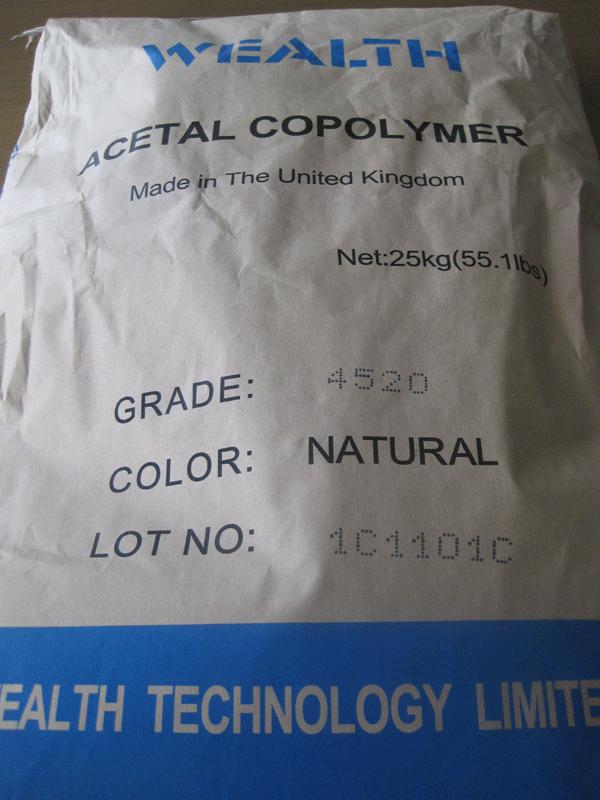 WEALTH
ACETAL COPOLYMER
Made in The United Kingdom
Net:25kg(55.1lbs)
GRADE: 4520
COLOR: NATURAL
LOT NO: 1C1101C
EALTH TECHNOLOGY LIMITE